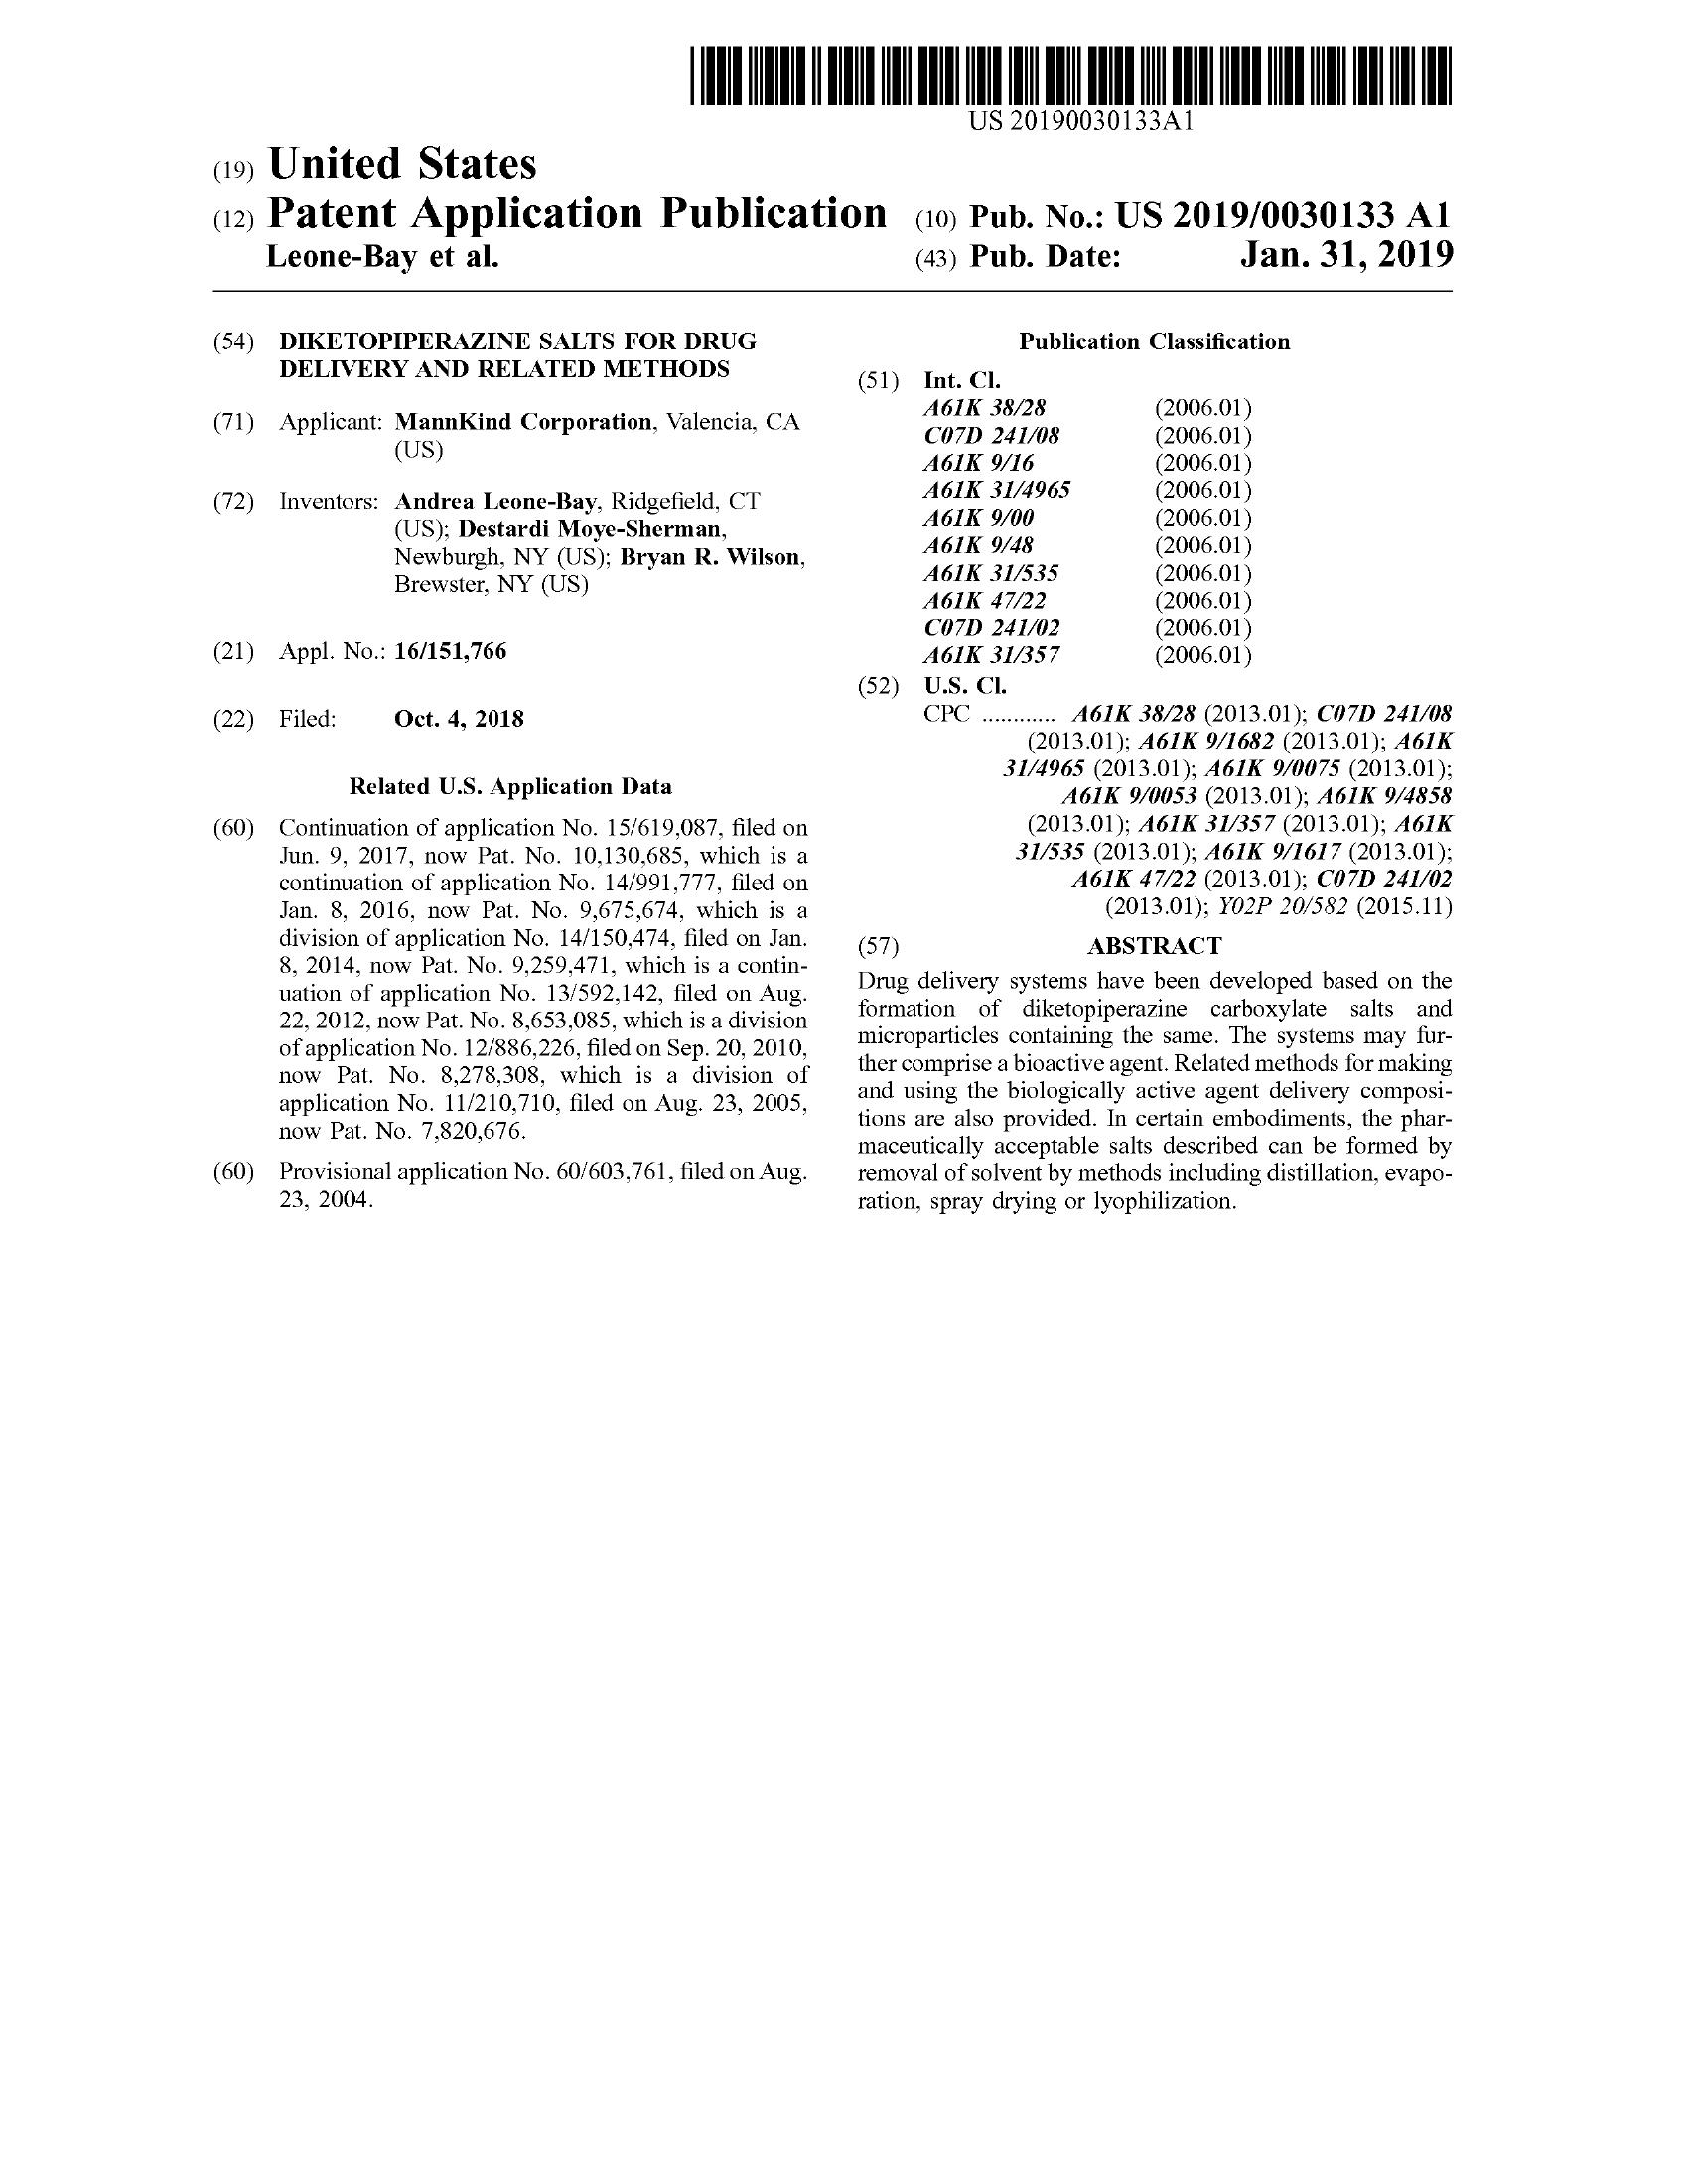 US 20190030133A1
(19) United States
(12) Patent Application Publication (10) Pub. No.: US 2019/0030133 A1
Leone-Bay et al. (43) Pub. Date: Jan. 31, 2019
(54) DIKETOPIPERAZINE SALTS FOR DRUG
DELIVERY AND RELATED METHODS
(71) Applicant: MannKind Corporation, Valencia, CA
(US)
(72) Inventors: Andrea Leone-Bay, Ridgefield, CT
(US); Destardi Moye-Sherman,
Newburgh, NY (US); Bryan R. Wilson,
Brewster, NY (US)
(21) Appl. No.: 16/151,766
(22) Filed: Oct. 4, 2018
Related U.S. Application Data
(60) Continuation of application No. 15/619,087, filed on
Jun. 9, 2017, now Pat. No. 10,130,685, which is a
continuation of application No. 14/991,777, filed on
Jan. 8, 2016, now Pat. No. 9,675,674, which is a
division of application No. 14/150,474, filed on Jan.
8, 2014, now Pat. No. 9,259,471, which is a contin-
uation of application No. 13/592,142, filed on Aug.
22, 2012, now Pat. No. 8,653,085, which is a division
of application No. 12/886,226, filed on Sep. 20, 2010,
now Pat. No. 8,278,308, which is a division of
application No. 11/210,710, filed on Aug. 23, 2005,
now Pat. No. 7,820,676.
(60) Provisional application No. 60/603,761, filed on Aug.
23, 2004.
Publication Classification
(51) Int. Cl.
A61K 38/28 (2006.01)
C07D 241/08 (2006.01)
A61K 9/16 (2006.01)
A61K 31/4965 (2006.01)
A61K 9/00 (2006.01)
A61K 9/48 (2006.01)
A61K 31/535 (2006.01)
A61K 47/22 (2006.01)
C07D 241/02 (2006.01)
A61K 31/357 (2006.01)
(52) U.S. Cl.
CPC ............ A61K 38/28 (2013.01); C07D 241/08
(2013.01); A61K 9/1682 (2013.01); A61K
31/4965 (2013.01); A61K 9/0075 (2013.01);
A61K 9/0053 (2013.01); A61K 9/4858
(2013.01); A61K 31/357 (2013.01); A61K
31/535 (2013.01); A61K 9/1617 (2013.01);
A61K 47/22 (2013.01); C07D 241/02
(2013.01); Y02P 20/582 (2015.11)
(57) ABSTRACT
Drug delivery systems have been developed based on the
formation of diketopiperazine carboxylate salts and
microparticles containing the same. The systems may fur-
ther comprise a bioactive agent. Related methods for making
and using the biologically active agent delivery composi-
tions are also provided. In certain embodiments, the phar-
maceutically acceptable salts described can be formed by
removal of solvent by methods including distillation, evapo-
ration, spray drying or lyophilization.